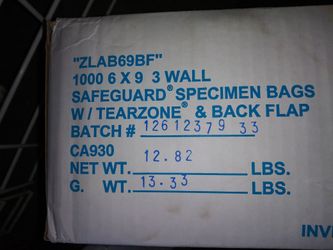 "ZLAB69BF"
1000 6 X 9 3 WALL
SAFEGUARD® SPECIMEN BAGS
W / TEARZONE® & BACK FLAP
BATCH # 12612379 33
CA930
NET WT. 12.82 LBS.
G. WT. 13.33 LBS.
INV